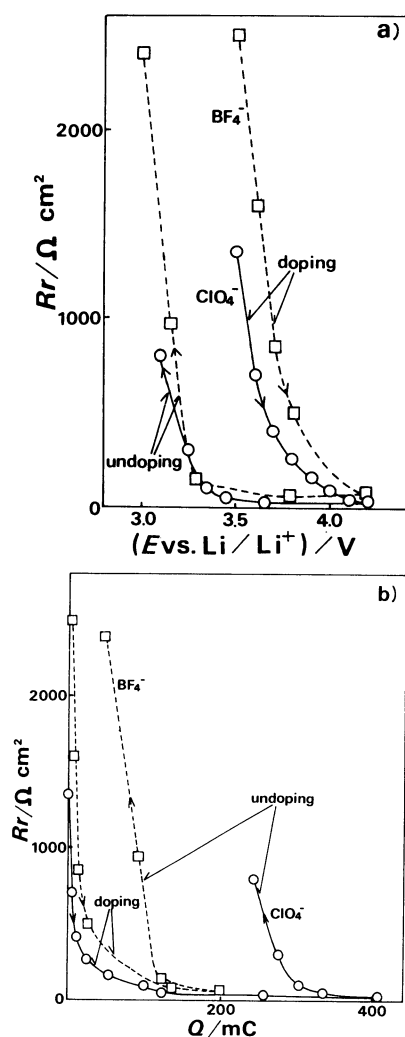 a)
2000
1000
0
Rr/Ω cm²
BF₄⁻
doping
ClO₄⁻
undoping
3.0 3.5 4.0
(E vs. Li/Li⁺)/V
b)
2000
1000
0
Rr/Ω cm²
BF₄⁻
undoping
doping
ClO₄⁻
200 400
Q/mC